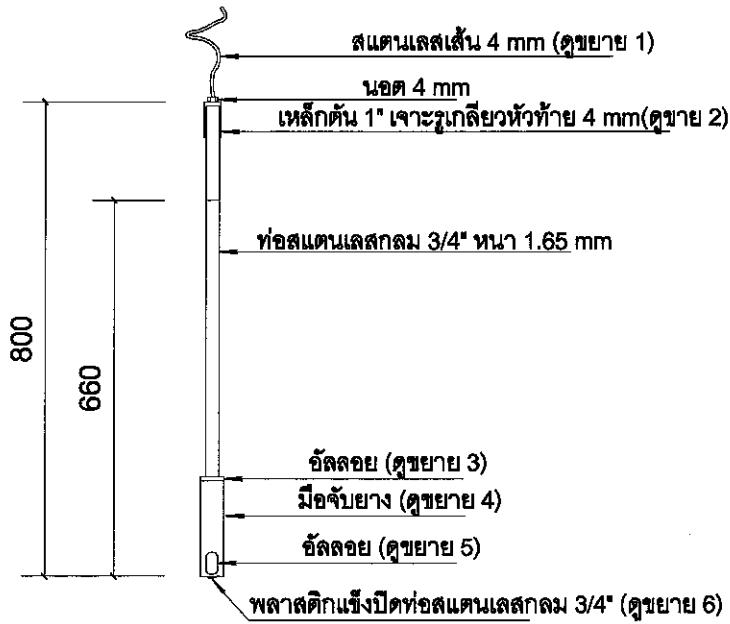 สแตนเลสเส้น 4 mm (ดูขยาย 1)
นอต 4 mm
เหล็กตัน 1" เจาะรูเกลียวหัวท้าย 4 mm(ดูขาย 2)
ท่อสแตนเลสกลม 3/4" หนา 1.65 mm
800
660
อัลลอย (ดูขยาย 3)
มือจับยาง (ดูขยาย 4)
อัลลอย (ดูขยาย 5)
พลาสติกแข็งปิดท่อสแตนเลสกลม 3/4" (ดูขยาย 6)